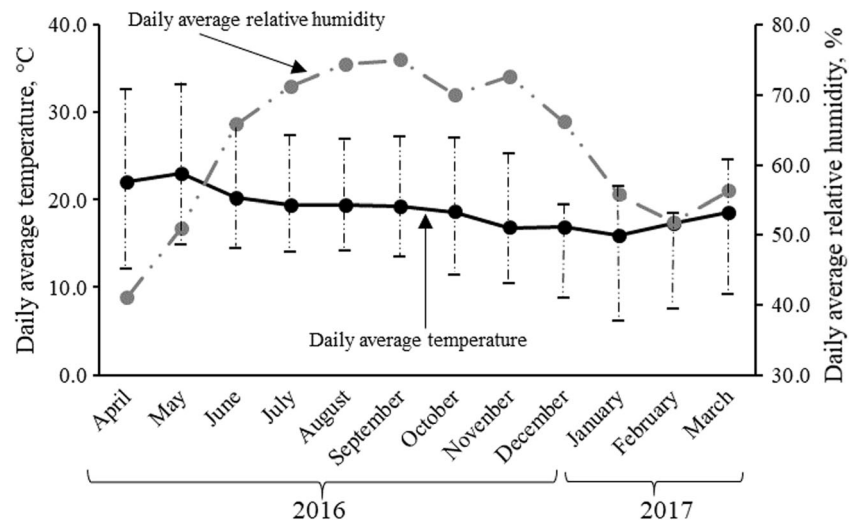 Daily average relative humidity
Daily average temperature, °C
40.0
30.0
20.0
10.0
0.0
Daily average temperature
80.0
70.0
60.0
50.0
40.0
30.0
Daily average relative humidity, %
April
May
June
July
August
September
October
Novenber
December
January
February
March
2016
2017